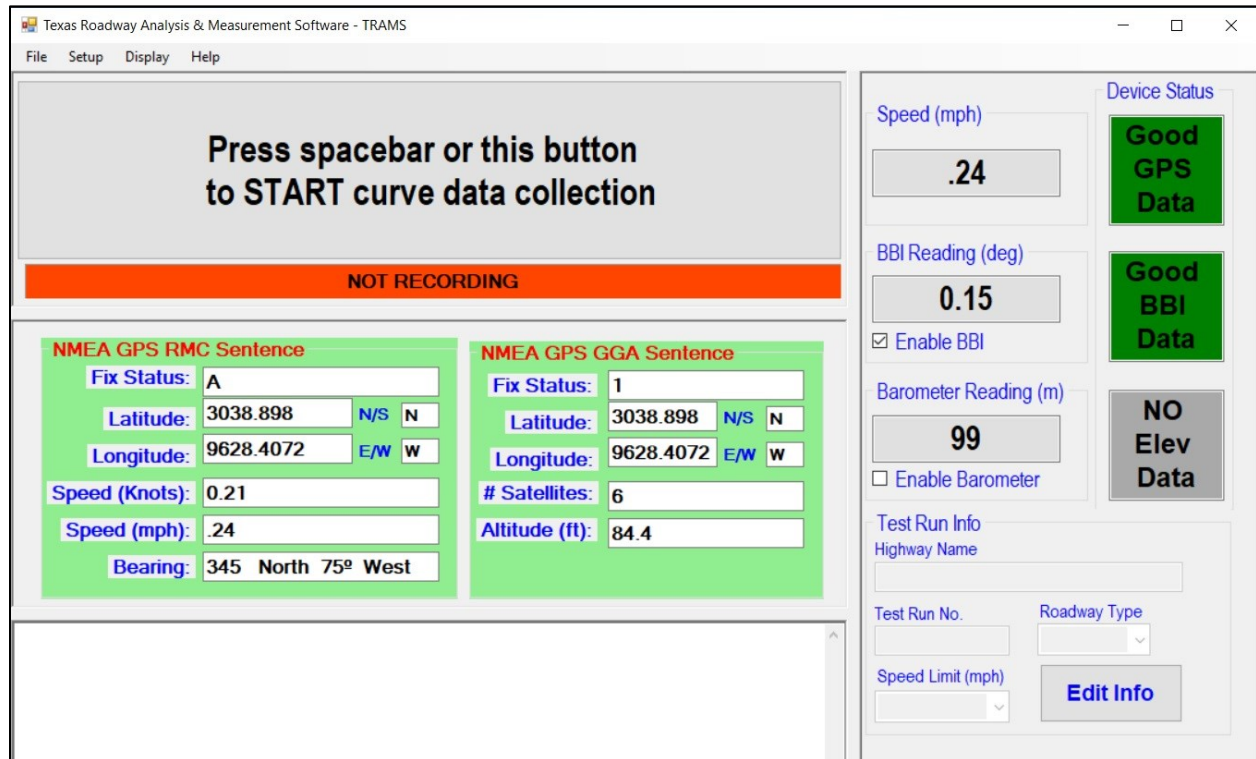 Texas Roadway Analysis & Measurement Software - TRAMS
File Setup Display Help
Press spacebar or this button
to START curve data collection
NOT RECORDING
NMEA GPS RMC Sentence
Fix Status: A
Latitude: 3038.898 N/S N
Longitude: 9628.4072 E/W W
Speed (Knots): 0.21
Speed (mph): .24
Bearing: 345 North 75º West
NMEA GPS GGA Sentence
Fix Status: 1
Latitude: 3038.898 N/S N
Longitude: 9628.4072 E/W W
# Satellites: 6
Altitude (ft): 84.4
Speed (mph)
.24
BBI Reading (deg)
0.15
Enable BBI
Barometer Reading (m)
99
Enable Barometer
Device Status
Good
GPS
Data
Good
BBI
Data
NO
Elev
Data
Test Run Info
Highway Name
Test Run No. Roadway Type
Speed Limit (mph)
Edit Info